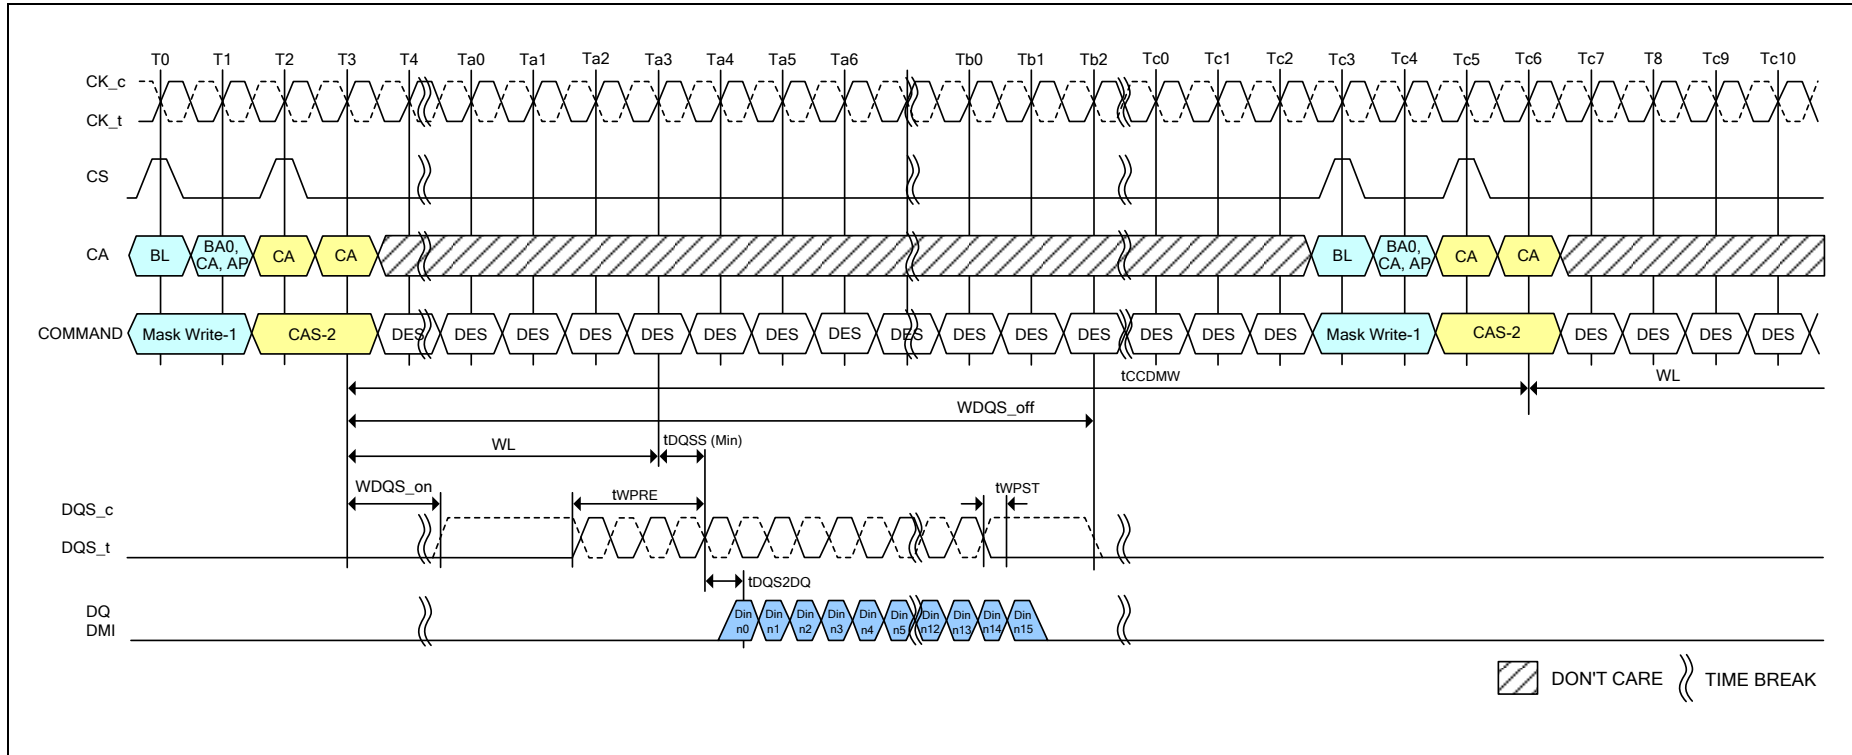 T0 T1 T2 T3 T4 Ta0 Ta1 Ta2 Ta3 Ta4 Ta5 Ta6 Tb0 Tb1 Tb2 Tc0 Tc1 Tc2 Tc3 Tc4 Tc5 Tc6 Tc7 T8 Tc9 Tc10
CK_c
CK_t
CS
CA BL BA0, CA, AP CA CA BL BA0, CA, AP CA CA
COMMAND Mask Write-1 CAS-2 DES DES DES DES DES DES DES DES DES DES DES DES DES DES DES Mask Write-1 CAS-2 DES DES DES DES
tCCDMW WL
WDQS_off
WL tDQSS (Min)
WDQS_on tWPRE tWPST
DQS_c
DQS_t
tDQS2DQ
DQ Din Din Din Din Din Din Din Din Din Din
DMI n0 n1 n2 n3 n4 n5 n12 n13 n14 n15
DON'T CARE TIME BREAK